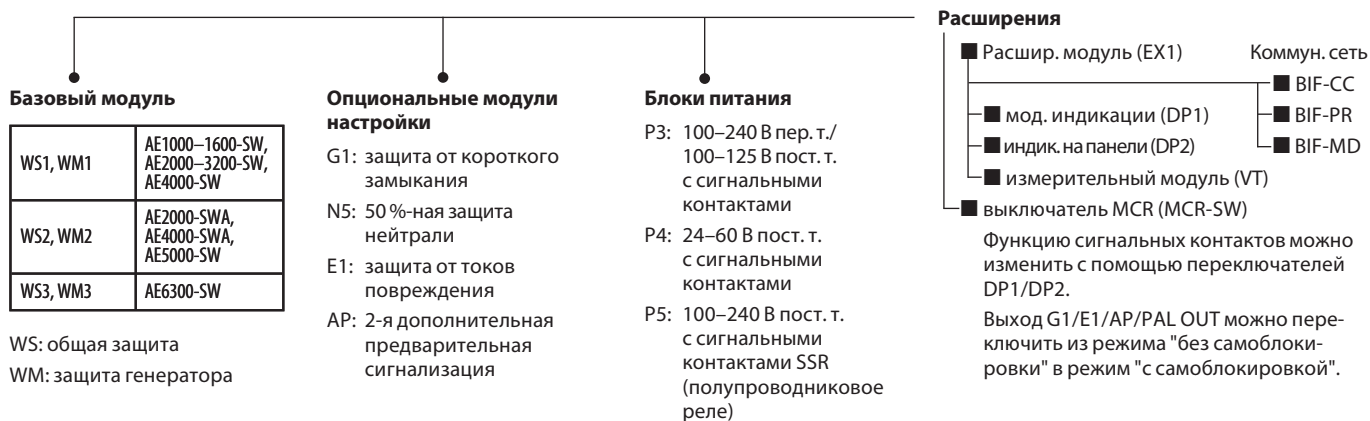 Базовый модуль
WS1, WM1
AE1000–1600-SW,
AE2000–3200-SW,
AE4000-SW
WS2, WM2
AE2000-SWA,
AE4000-SWA,
AE5000-SW
WS3, WM3
AE6300-SW
WS: общая защита
WM: защита генератора
Опциональные модули
настройки
G1: защита от короткого
замыкания
N5: 50 %-ная защита
нейтрали
E1: защита от токов
повреждения
AP: 2-я дополнительная
предварительная
сигнализация
Блоки питания
P3: 100–240 В пер. т./
100–125 В пост. т.
с сигнальными
контактами
P4: 24–60 В пост. т.
с сигнальными
контактами
P5: 100–240 В пост. т.
с сигнальными
контактами SSR
(полупроводниковое
реле)
Расширения
Расшир. модуль (EX1)
Коммун. сеть
BIF-CC
мод. индикации (DP1)
BIF-PR
индик. на панели (DP2)
BIF-MD
измерительный модуль (VT)
выключатель MCR (MCR-SW)
Функцию сигнальных контактов можно
изменить с помощью переключателей
DP1/DP2.
Выход G1/E1/AP/PAL OUT можно пере-
ключить из режима "без самоблоки-
ровки" в режим "с самоблокировкой".